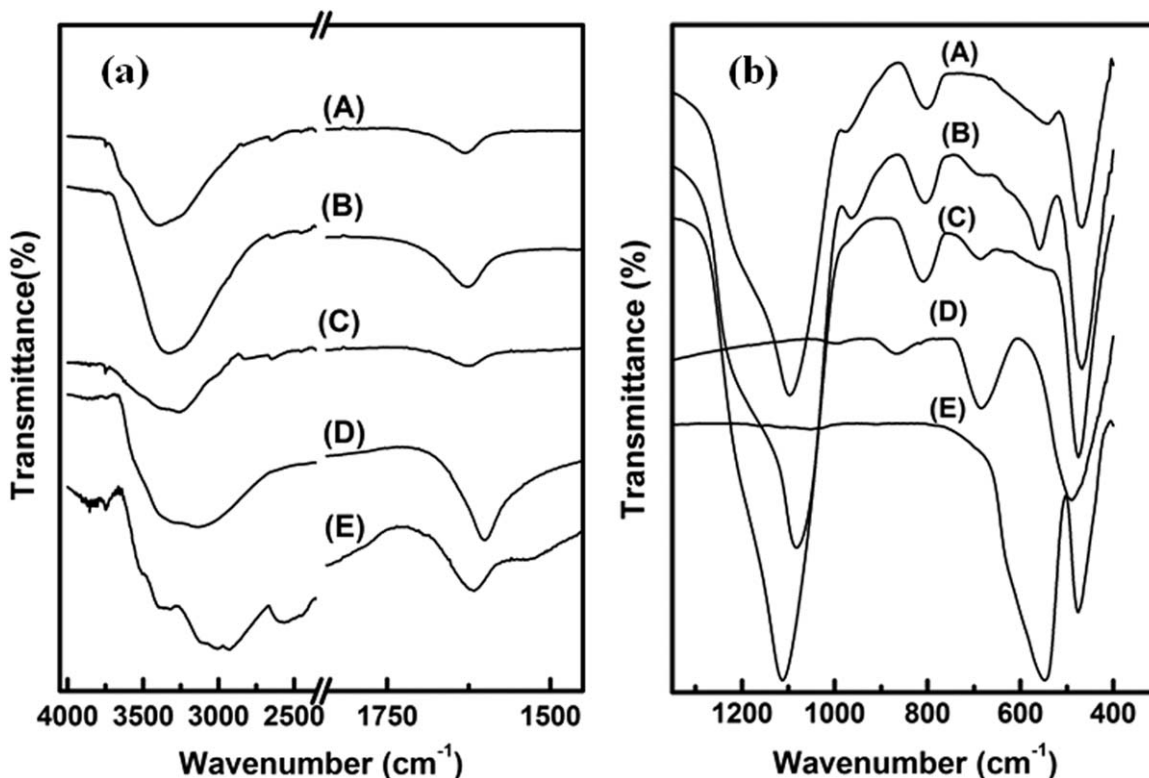 (a)
(A)
(B)
(C)
(D)
(E)
Transmittance(%)
4000 3500 3000 2500 1750 1500
Wavenumber (cm⁻¹)
(b)
(A)
(B)
(C)
(D)
(E)
Transmittance (%)
1200 1000 800 600 400
Wavenumber (cm⁻¹)